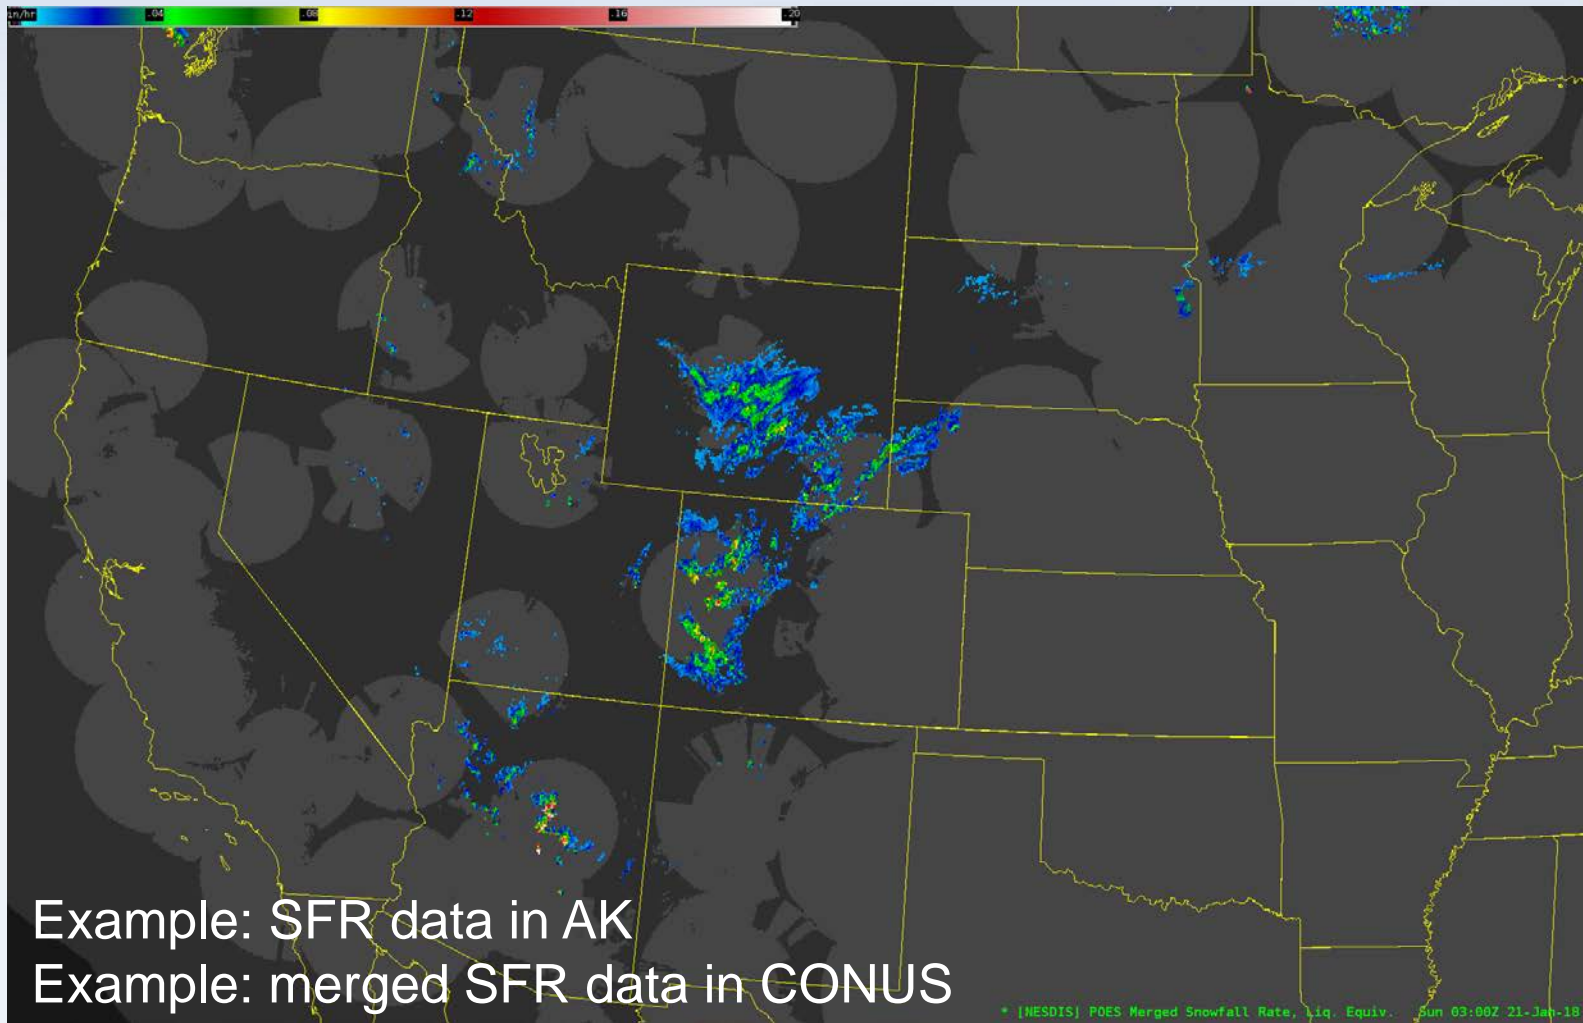 in/hr .04 .08 .12 .16 .20
Example: SFR data in AK
Example: merged SFR data in CONUS
* [NESDIS] POES Merged Snowfall Rate, Liq. Equiv. Sun 03:00Z 21-Jan-18